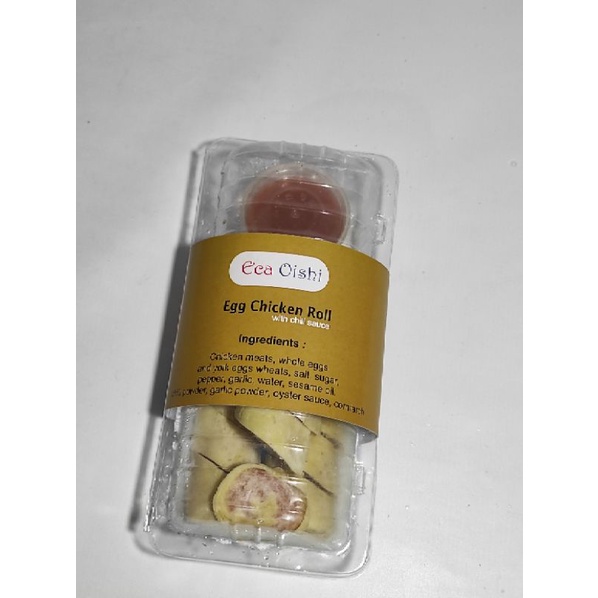 Eca Oishi
Egg Chicken Roll
with chili sauce
Ingredients :
Chicken meats, whole eggs
and yolk eggs wheats, salt, sugar,
pepper, garlic, water, sesame oil,
powder, garlic powder, oyster sauce, cornstarch